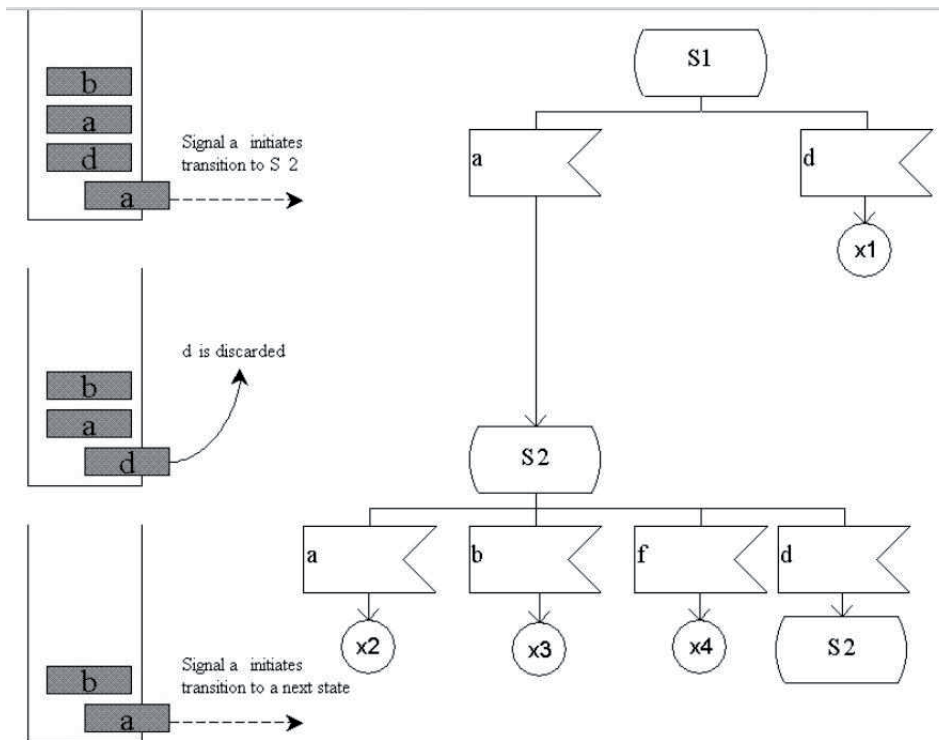 b
a
d
a
Signal a initiates
transition to S 2
S1
a
d
x1
d is discarded
b
a
d
S2
a
b
f
d
x2
x3
x4
S2
b
a
Signal a initiates
transition to a next state